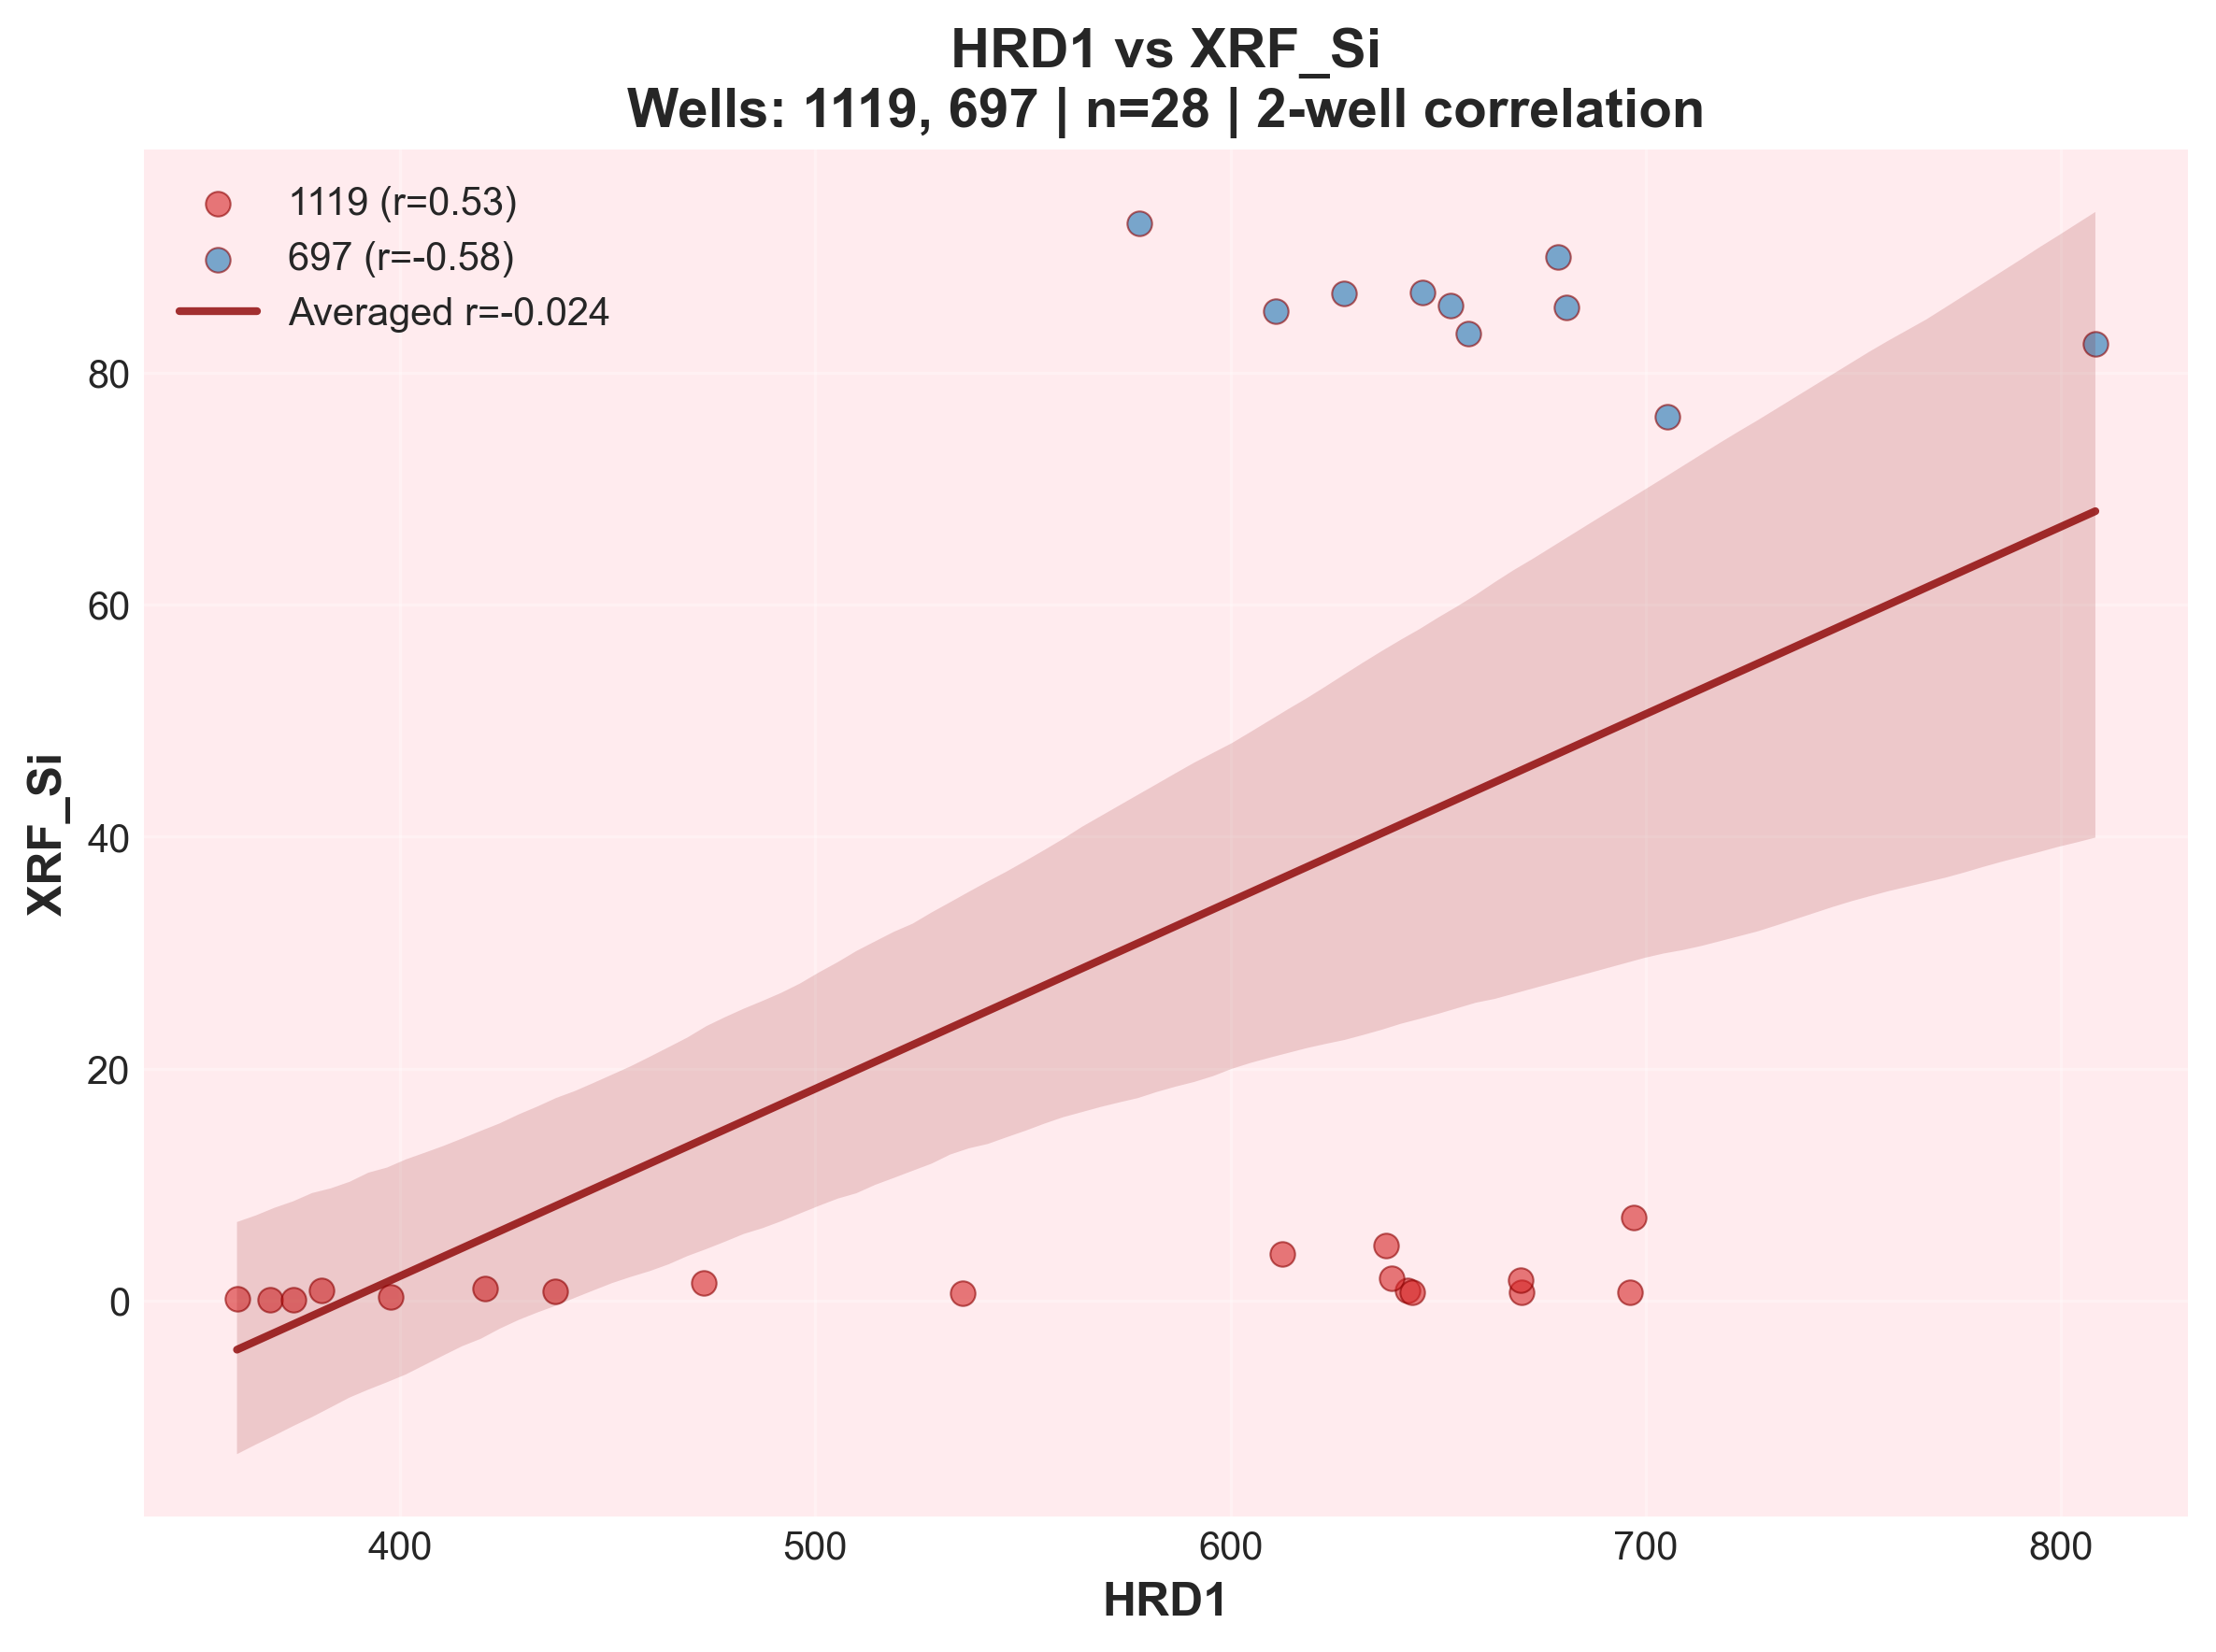 HRD1 vs XRF_Si
Wells: 1119, 697 | n=28 | 2-well correlation
1119 (r=0.53)
697 (r=-0.58)
Averaged r=-0.024
80
60
40
20
0
XRF_Si
400
500
600
700
800
HRD1